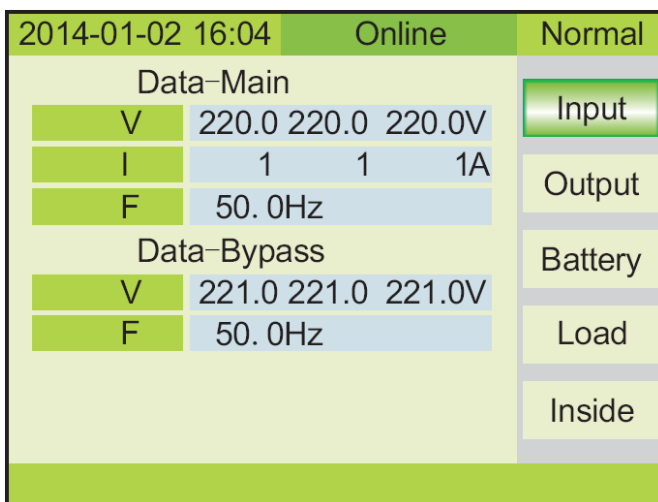 2014-01-02 16:04 Online Normal
Data-Main
V 220.0 220.0 220.0V
I 1 1 1A
F 50. 0Hz
Data-Bypass
V 221.0 221.0 221.0V
F 50. 0Hz
Input
Output
Battery
Load
Inside